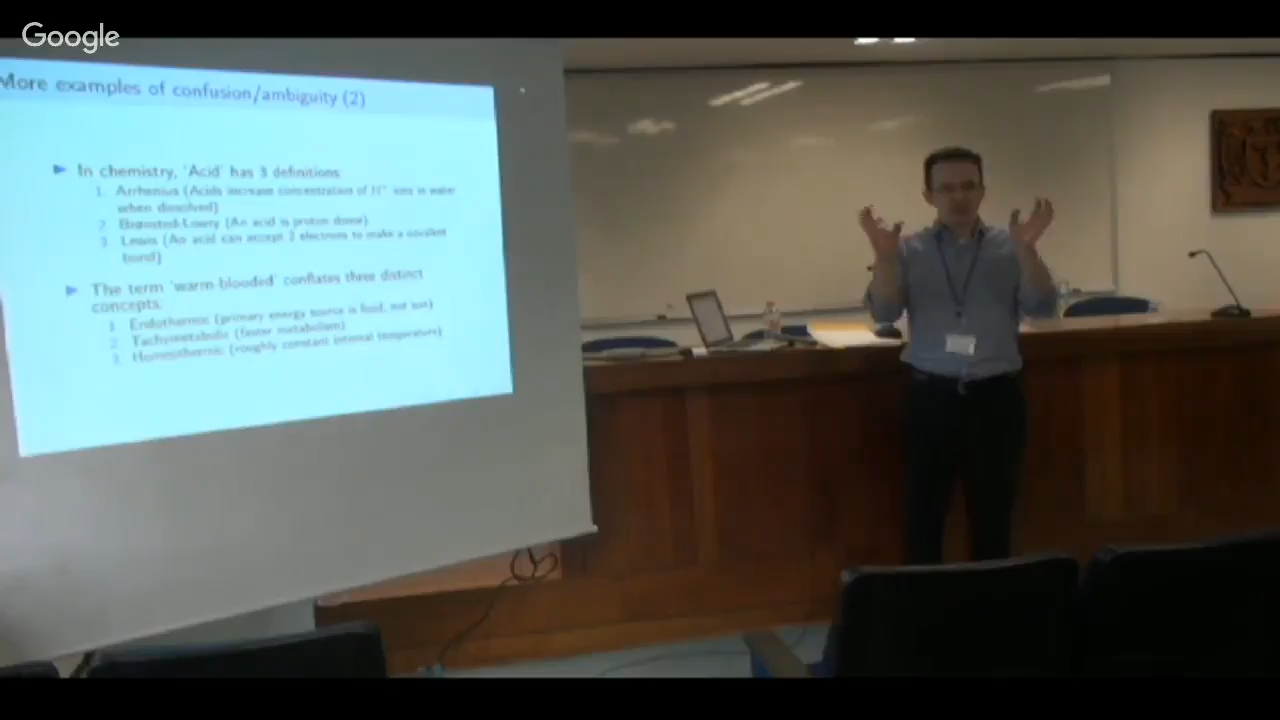 Google
More examples of confusion/ambiguity (2)
► In chemistry, 'Acid' has 3 definitions
1. Arrhenius (Acids increase concentration of H⁺ ions in water
when dissolved)
2. Brønsted-Lowry (An acid is proton donor)
3. Lewis (An acid can accept 2 electrons to make a covalent
bond)
► The term 'warm-blooded' conflates three distinct
concepts:
1. Endothermic (primary energy source is food, not sun)
2. Tachymetabolic (faster metabolism)
3. Homeothermic (roughly constant internal temperature)